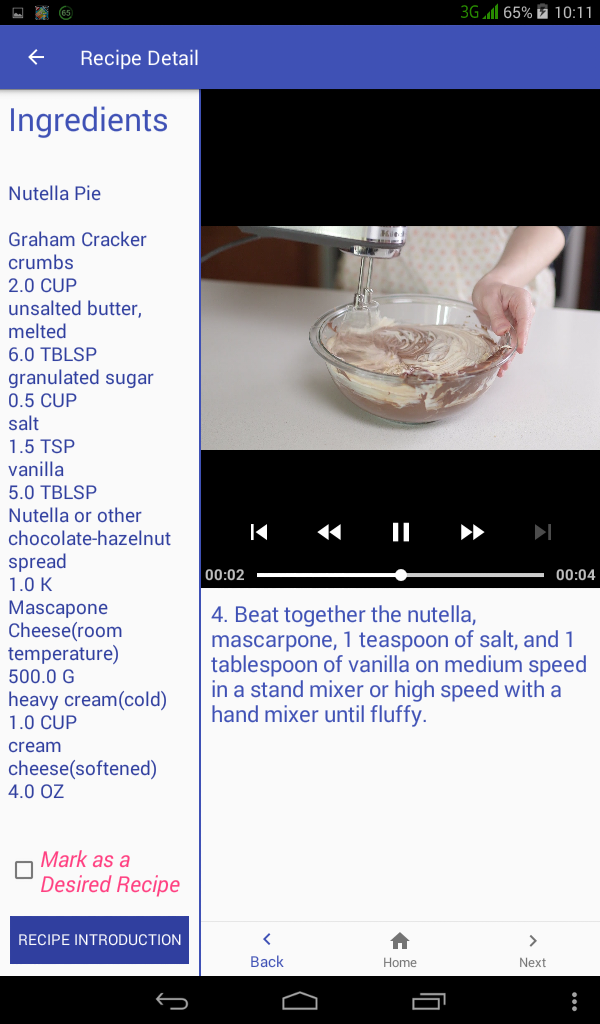 65
3G 65% 10:11
Recipe Detail
Ingredients
Nutella Pie
Graham Cracker
crumbs
2.0 CUP
unsalted butter,
melted
6.0 TBLSP
granulated sugar
0.5 CUP
salt
1.5 TSP
vanilla
5.0 TBLSP
Nutella or other
chocolate-hazelnut
spread
1.0 K
Mascapone
Cheese(room
temperature)
500.0 G
heavy cream(cold)
1.0 CUP
cream
cheese(softened)
4.0 OZ
Mark as a
Desired Recipe
RECIPE INTRODUCTION
00:02 00:04
4. Beat together the nutella,
mascarpone, 1 teaspoon of salt, and 1
tablespoon of vanilla on medium speed
in a stand mixer or high speed with a
hand mixer until fluffy.
Back Home Next